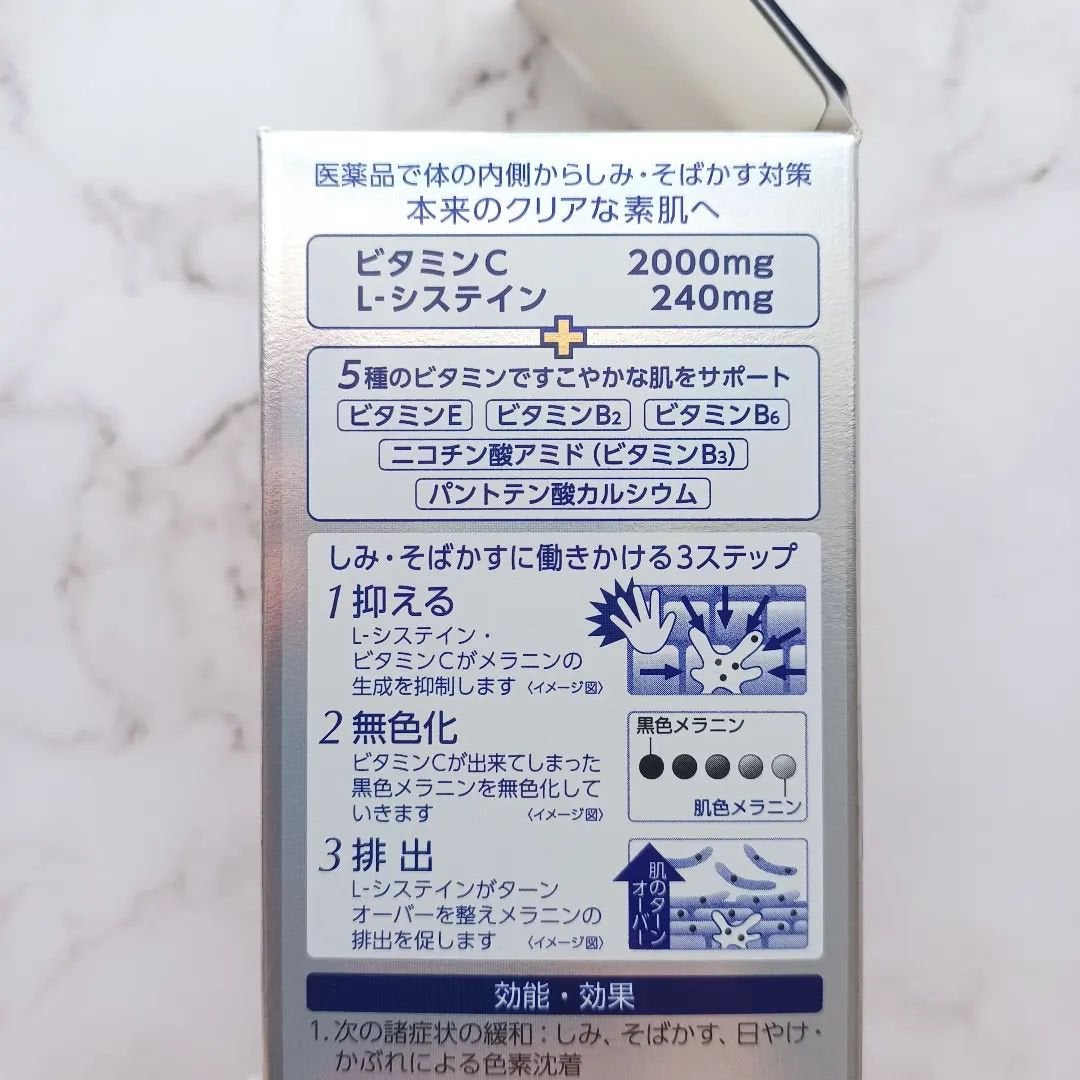 医薬品で体の内側からしみ・そばかす対策
本来のクリアな素肌へ
ビタミンC 2000mg
L-システイン 240mg
5種のビタミンですこやかな肌をサポート
ビタミンE ビタミンB2 ビタミンB6
ニコチン酸アミド(ビタミンB3)
パントテン酸カルシウム
しみ・そばかすに働きかける3ステップ
1 抑える
L-システイン・
ビタミンCがメラニンの
生成を抑制します 〈イメージ図〉
2 無色化
ビタミンCが出来てしまった
黒色メラニンを無色化して
いきます 〈イメージ図〉
黒色メラニン
肌色メラニン
3 排出
L-システインがターン
オーバーを整えメラニンの
排出を促します 〈イメージ図〉
肌のターン
オーバー
効能・効果
1.次の諸症状の緩和:しみ、そばかす、日やけ・
かぶれによる色素沈着